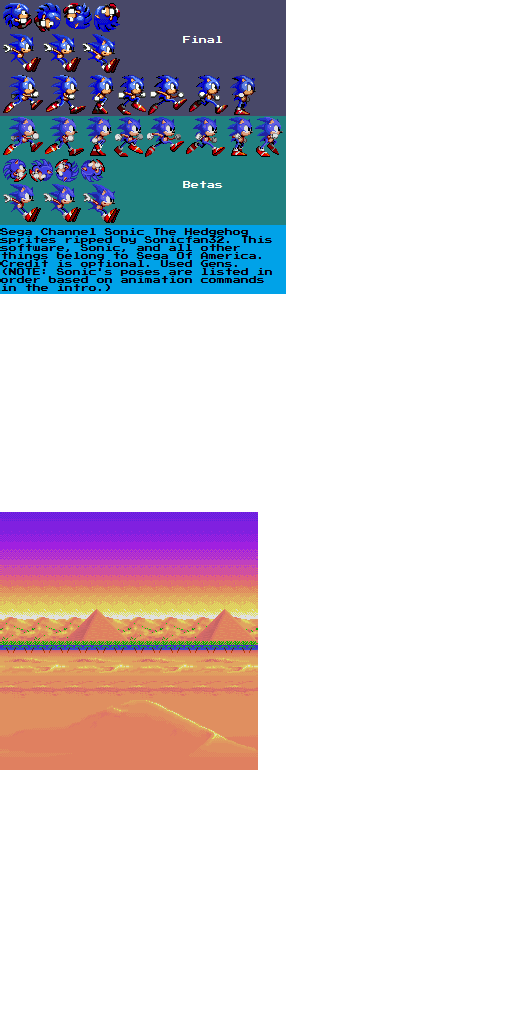 Final
Betas
Sega Channel Sonic The Hedgehog
sprites ripped by Sonicfan32. This
software, Sonic, and all other
things belong to Sega Of America.
Credit is optional. Used Gens.
(NOTE: Sonic's poses are listed in
order based on animation commands
in the intro.)